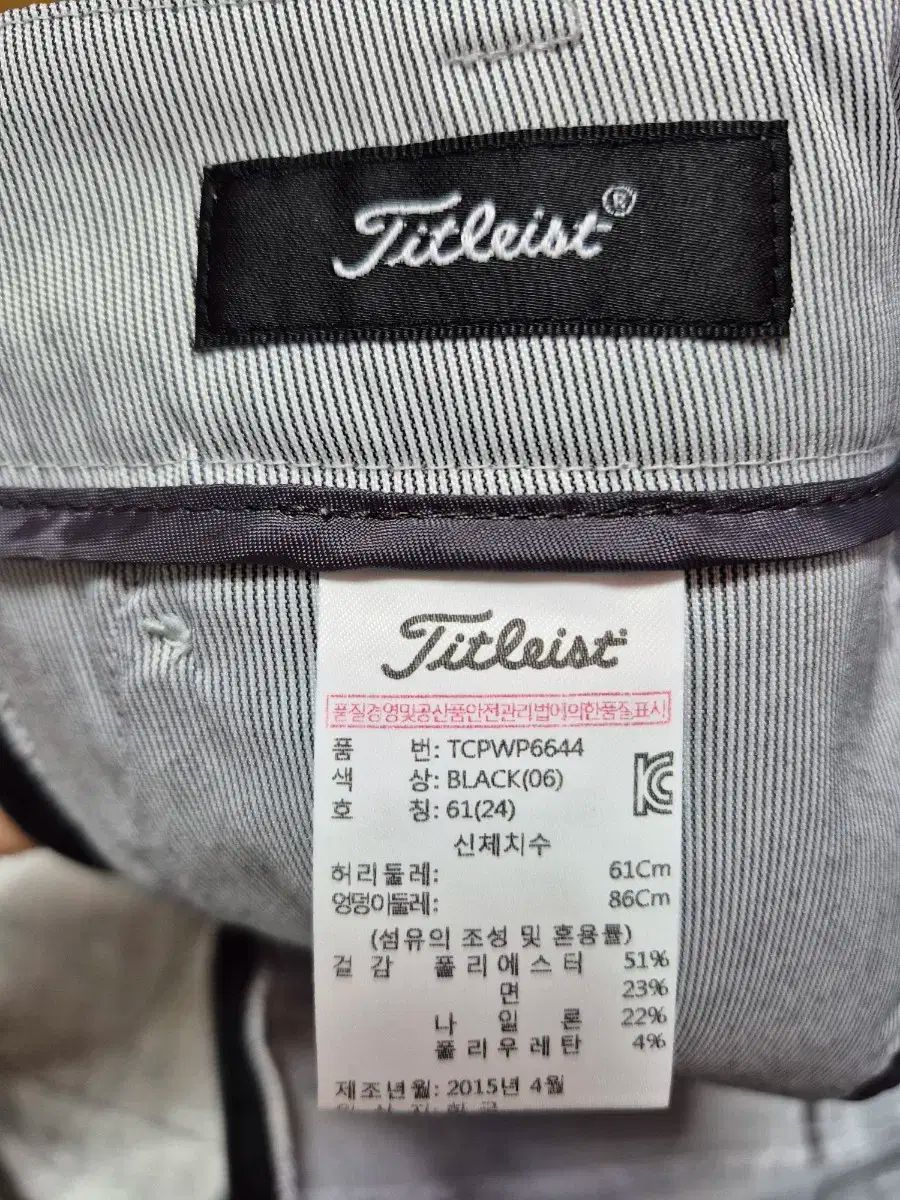 Titleist®
Titleist
품질경영및공산품안전관리법에의한품질표시
품 번: TCPWP6644
색 상: BLACK(06)
호 칭: 61(24)
신체치수
허리둘레: 61Cm
엉덩이둘레: 86Cm
(섬유의 조성 및 혼용률)
겉감 폴리에스터 51%
면 23%
나일론 22%
폴리우레탄 4%
제조년월: 2015년 4월